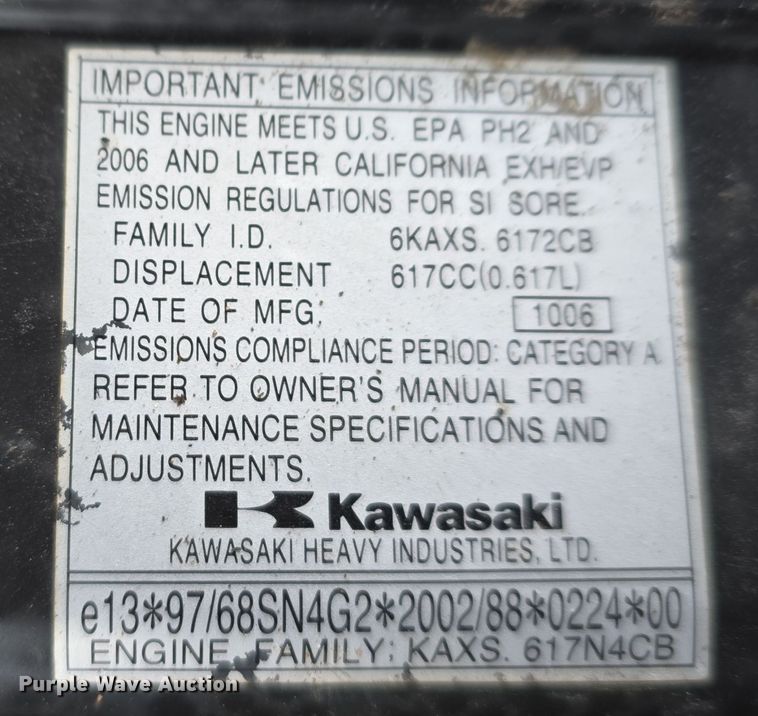 IMPORTANT EMISSIONS INFORMATION
THIS ENGINE MEETS U.S. EPA PH2 AND
2006 AND LATER CALIFORNIA EXH/EVP
EMISSION REGULATIONS FOR SI SORE.
FAMILY I.D. 6KAXS. 6172CB
DISPLACEMENT 617CC(0.617L)
DATE OF MFG. 1006
EMISSIONS COMPLIANCE PERIOD: CATEGORY A
REFER TO OWNER'S MANUAL FOR
MAINTENANCE SPECIFICATIONS AND
ADJUSTMENTS.
Kawasaki
KAWASAKI HEAVY INDUSTRIES, LTD.
e13*97/68SN4G2*2002/88*0224*00
ENGINE FAMILY: KAXS. 617N4CB
Purple Wave Auction